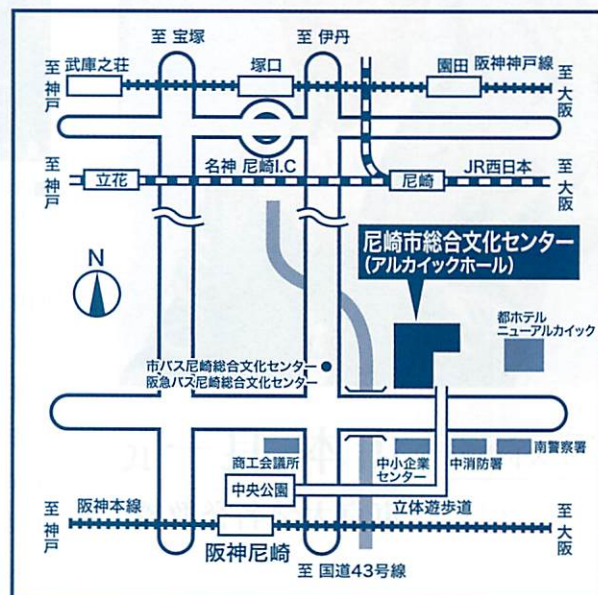 至 宝塚
至 伊丹
至 神戸
武庫之荘
塚口
園田
阪神神戸線
至 大阪
至 神戸
立花
名神 尼崎I.C
尼崎
JR西日本
至 大阪
尼崎市総合文化センター
(アルカイックホール)
N
都ホテル
ニューアルカイック
市バス尼崎総合文化センター
阪急バス尼崎総合文化センター
商工会議所
中小企業
センター
中消防署
南警察署
中央公園
至 神戸
阪神本線
立体遊歩道
至 大阪
阪神尼崎
至 国道43号線